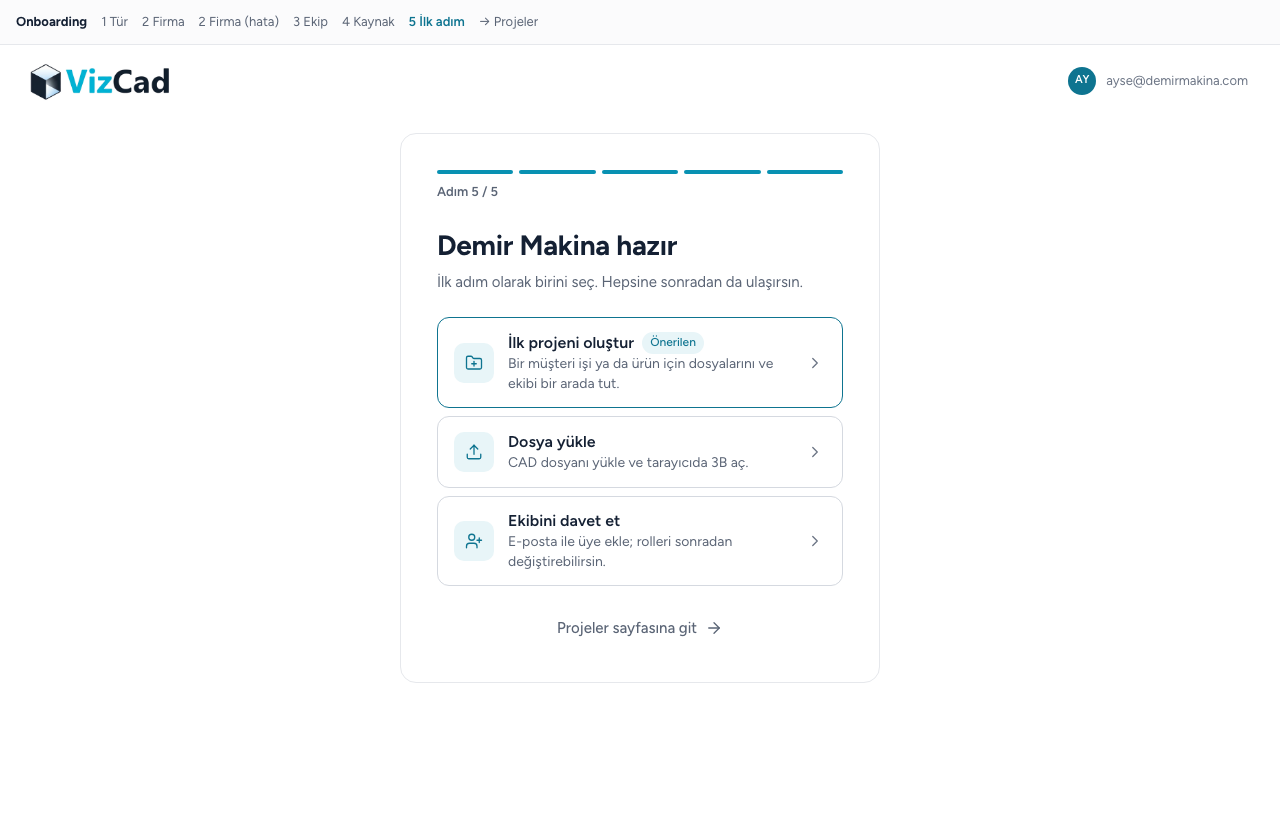 Onboarding 1 Tür 2 Firma 2 Firma (hata) 3 Ekip 4 Kaynak 5 İlk adım → Projeler
VizCad
AY ayse@demirmakina.com
Adım 5 / 5
Demir Makina hazır
İlk adım olarak birini seç. Hepsine sonradan da ulaşırsın.
İlk projeni oluştur Önerilen
Bir müşteri işi ya da ürün için dosyalarını ve
ekibi bir arada tut.
Dosya yükle
CAD dosyanı yükle ve tarayıcıda 3B aç.
Ekibini davet et
E-posta ile üye ekle; rolleri sonradan
değiştirebilirsin.
Projeler sayfasına git →